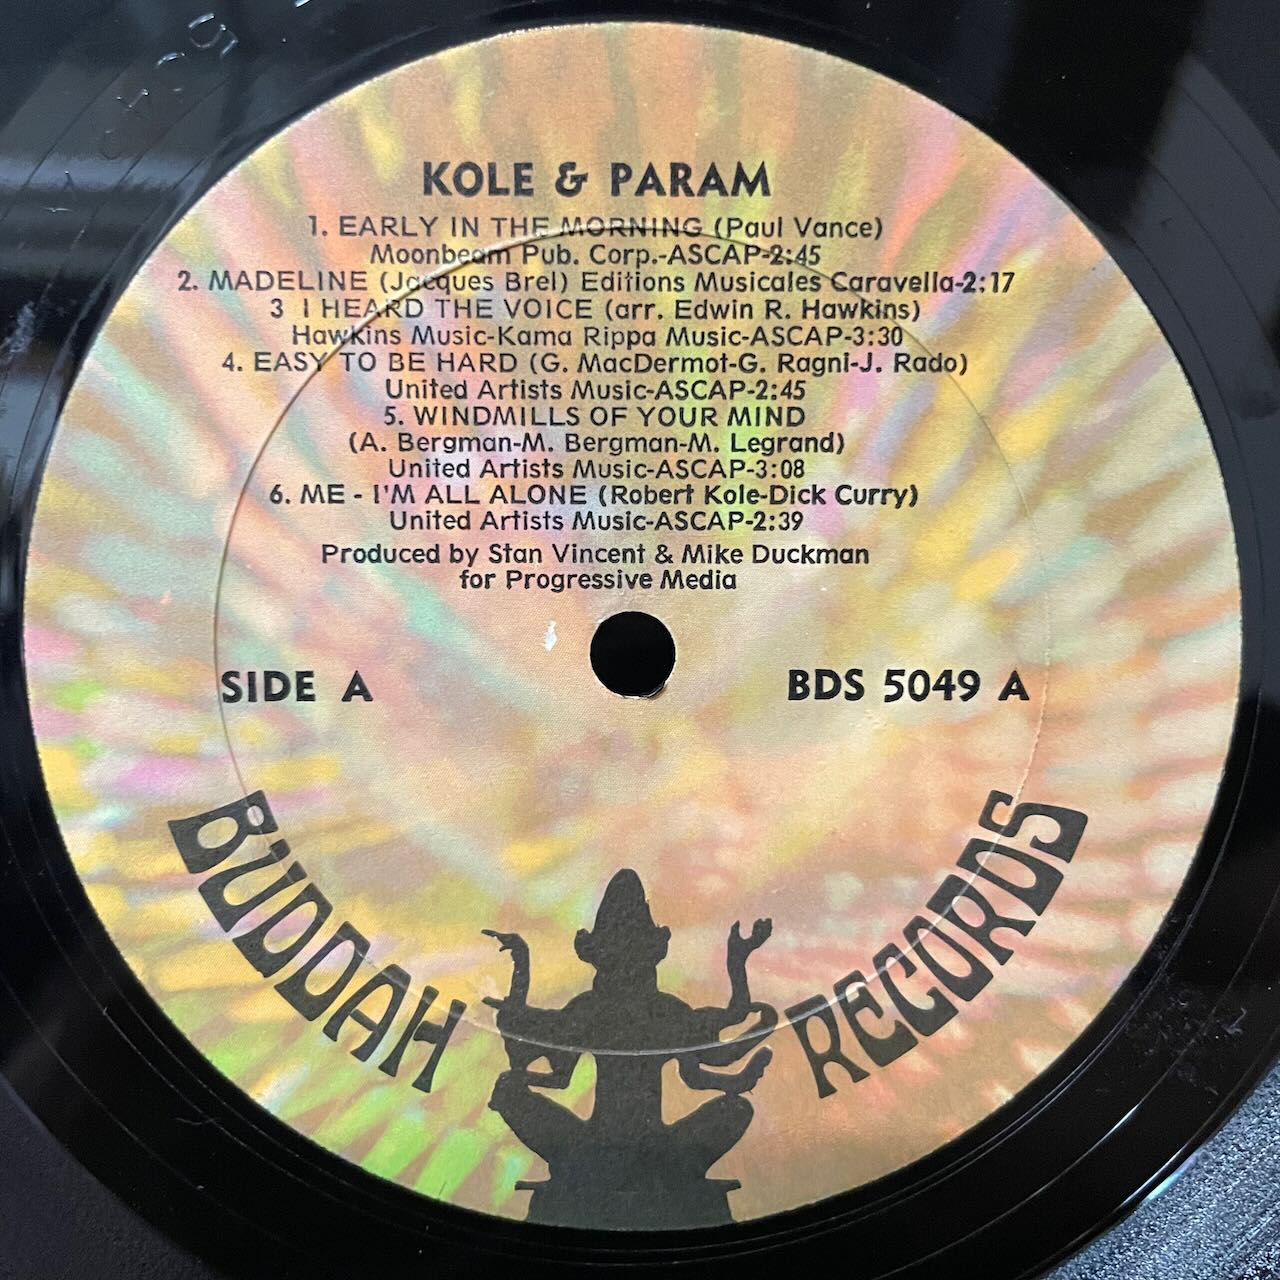 KOLE & PARAM
1. EARLY IN THE MORNING (Paul Vance)
Moonbeam Pub. Corp.-ASCAP-2:45
2. MADELINE (Jacques Brel) Editions Musicales Caravella-2:17
3 I HEARD THE VOICE (arr. Edwin R. Hawkins)
Hawkins Music-Kama Rippa Music-ASCAP-3:30
4. EASY TO BE HARD (G. MacDermot-G. Ragni-J. Rado)
United Artists Music-ASCAP-2:45
5. WINDMILLS OF YOUR MIND
(A. Bergman-M. Bergman-M. Legrand)
United Artists Music-ASCAP-3:08
6. ME - I'M ALL ALONE (Robert Kole-Dick Curry)
United Artists Music-ASCAP-2:39
Produced by Stan Vincent & Mike Duckman
for Progressive Media
SIDE A
BDS 5049 A
BUDDAH RECORDS